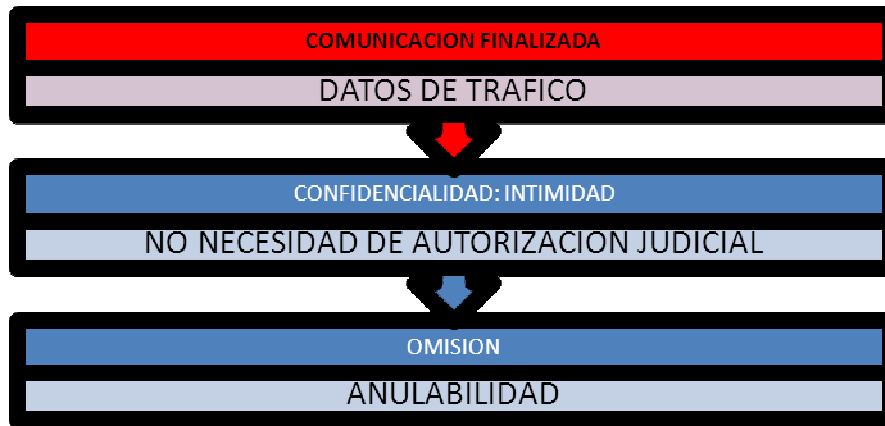 COMUNICACION FINALIZADA
DATOS DE TRAFICO
CONFIDENCIALIDAD: INTIMIDAD
NO NECESIDAD DE AUTORIZACION JUDICIAL
OMISION
ANULABILIDAD